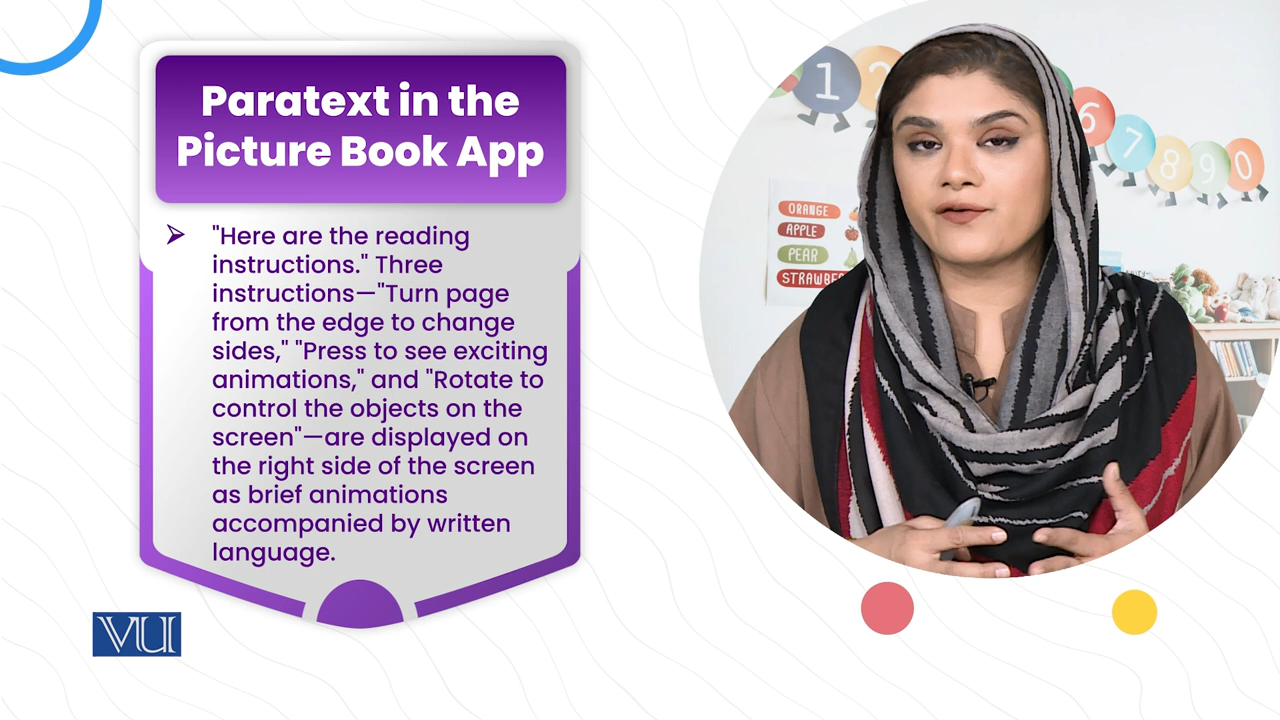 Paratext in the
Picture Book App
➢ "Here are the reading
instructions." Three
instructions—"Turn page
from the edge to change
sides," "Press to see exciting
animations," and "Rotate to
control the objects on the
screen"—are displayed on
the right side of the screen
as brief animations
accompanied by written
language.
VU
1 2
6 7 8 9 0
ORANGE
APPLE
PEAR
STRAWBE